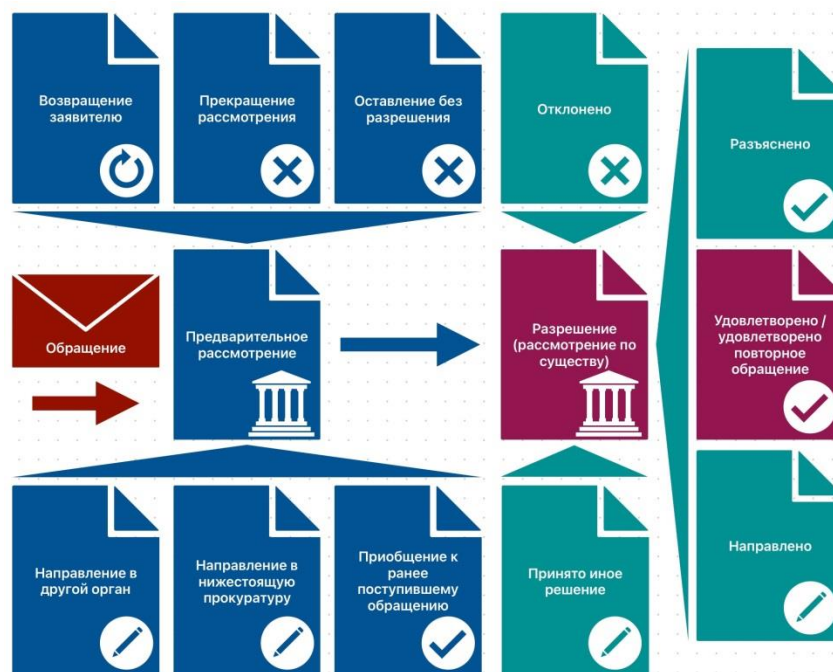 Возвращение
заявителю
Прекращение
рассмотрения
Оставление без
разрешения
Отклонено
Разъяснено
Обращение
Предварительное
рассмотрение
Разрешение
(рассмотрение по
существу)
Удовлетворено /
удовлетворено
повторное
обращение
Направление в
другой орган
Направление в
нижестоящую
прокуратуру
Приобщение к
ранее
поступившему
обращению
Принято иное
решение
Направлено